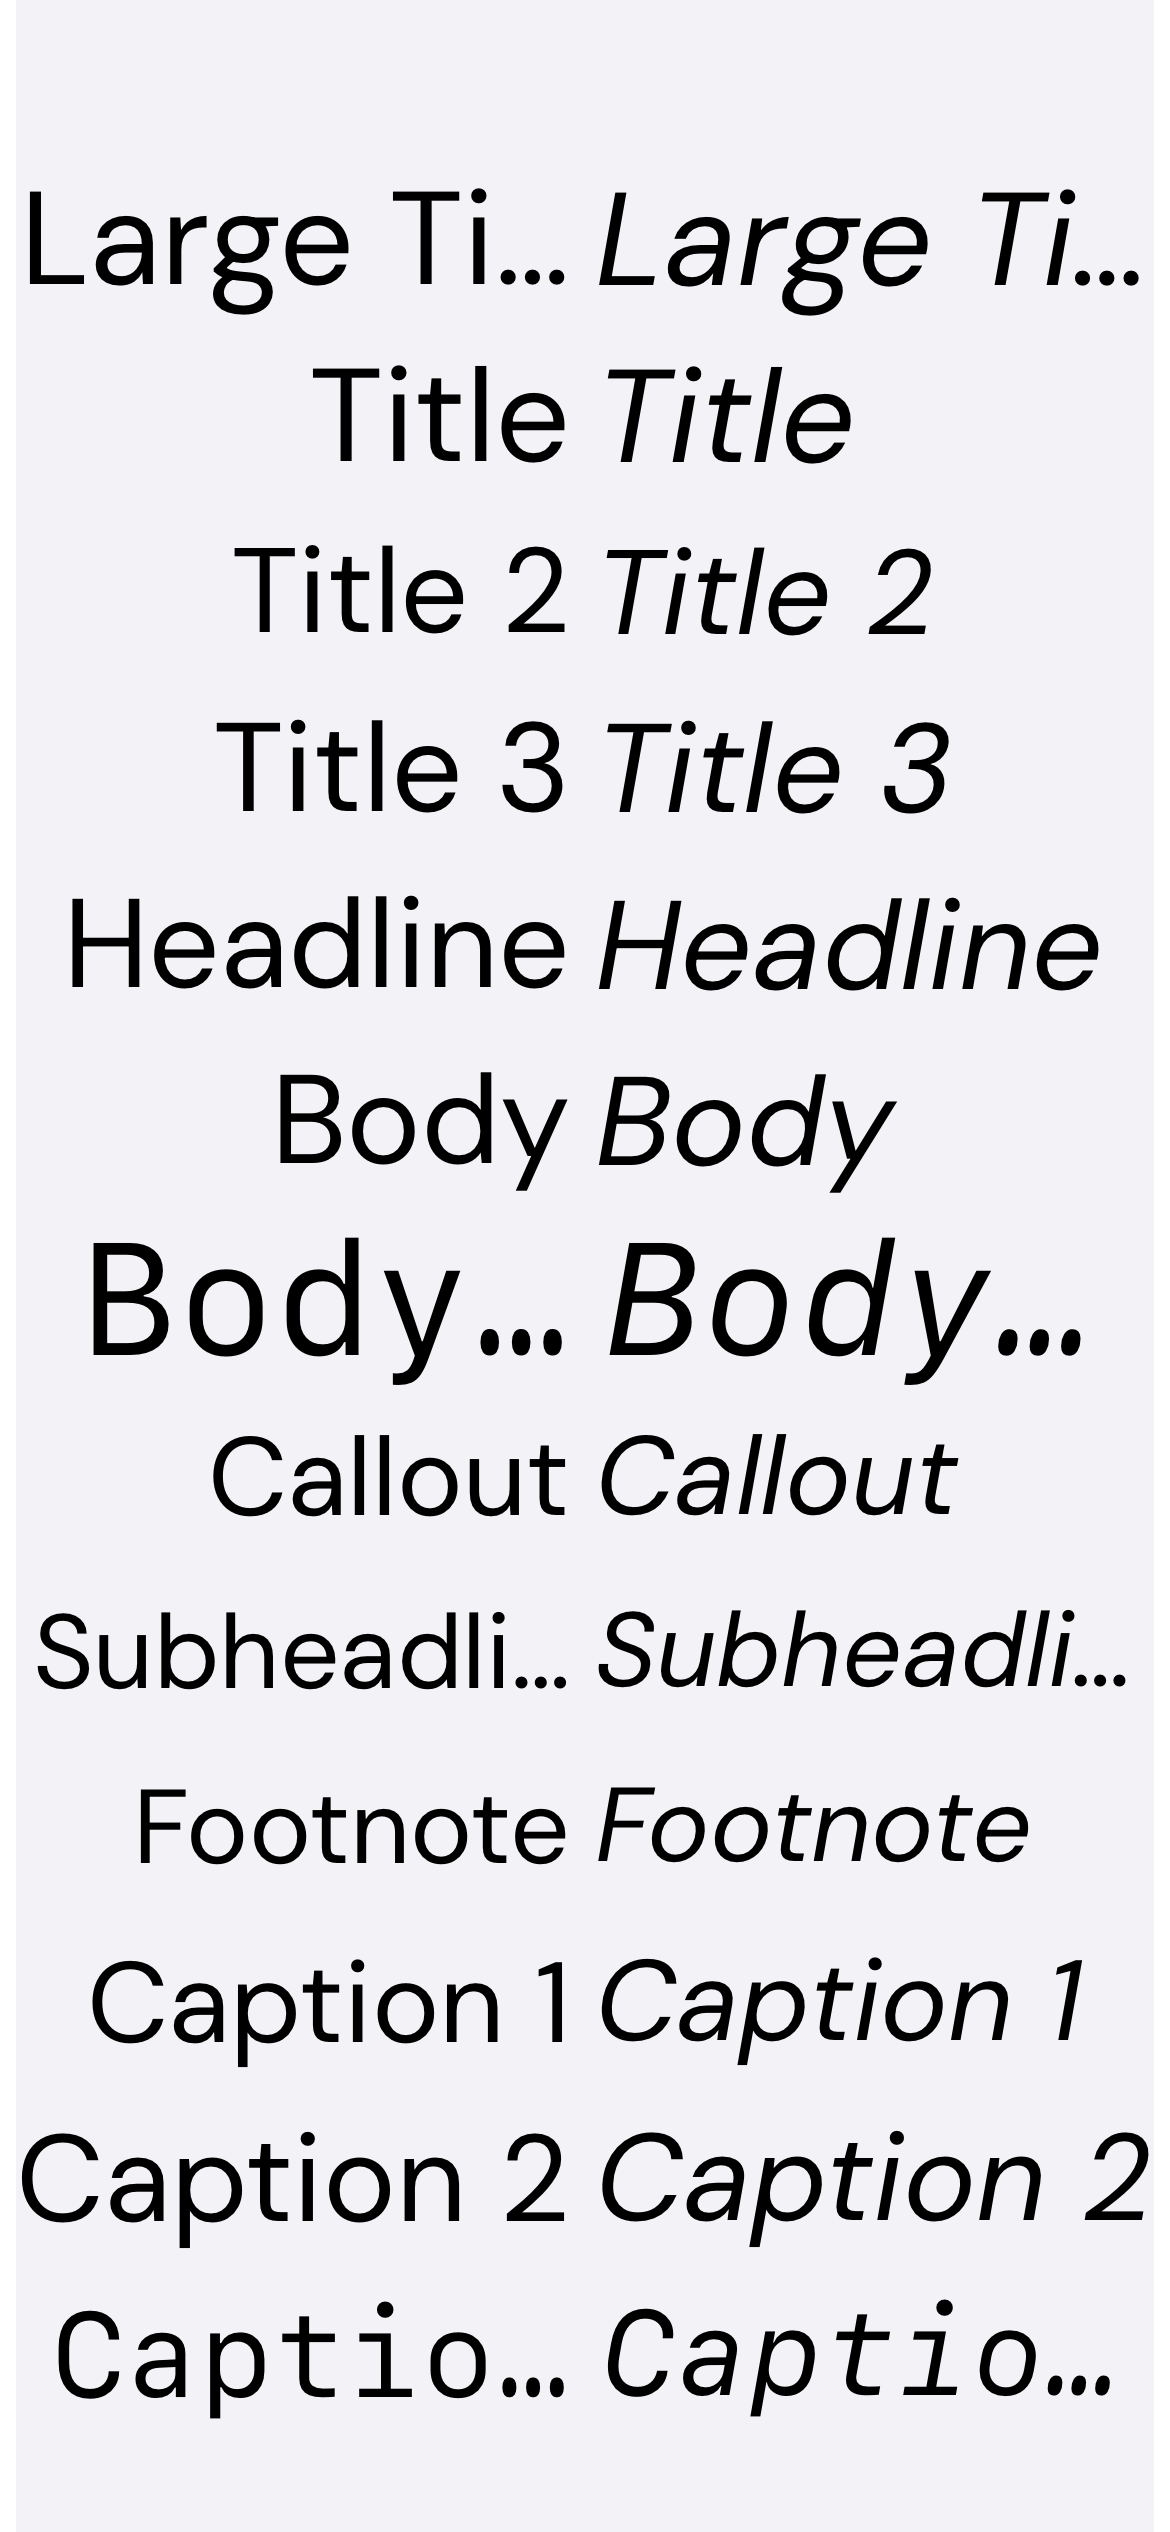 Large Ti… Large Ti…
Title Title
Title 2 Title 2
Title 3 Title 3
Headline Headline
Body Body
Body… Body…
Callout Callout
Subheadli… Subheadli…
Footnote Footnote
Caption 1 Caption 1
Caption 2 Caption 2
Captio… Captio…